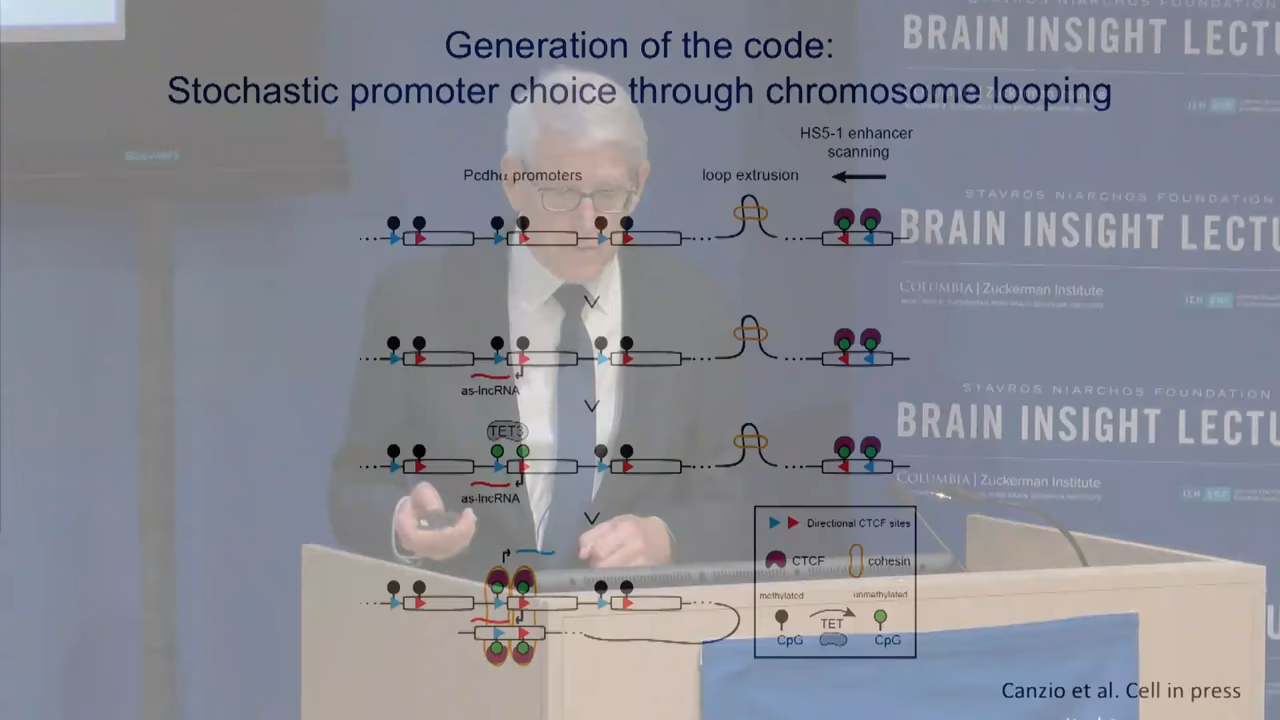 Generation of the code:
Stochastic promoter choice through chromosome looping
HS5-1 enhancer
scanning
Pcdhα promoters
loop extrusion
as-lncRNA
TET3
as-lncRNA
Directional CTCF sites
CTCF
cohesin
methylated
unmethylated
TET
CpG
CpG
Canzio et al. Cell in press
STAVROS NIARCHOS FOUNDATION
BRAIN INSIGHT LECTU
STAVROS NIARCHOS FOUNDATION
BRAIN INSIGHT LECTU
COLUMBIA | Zuckerman Institute
STAVROS NIARCHOS FOUNDATION
BRAIN INSIGHT LECTU
COLUMBIA | Zuckerman Institute